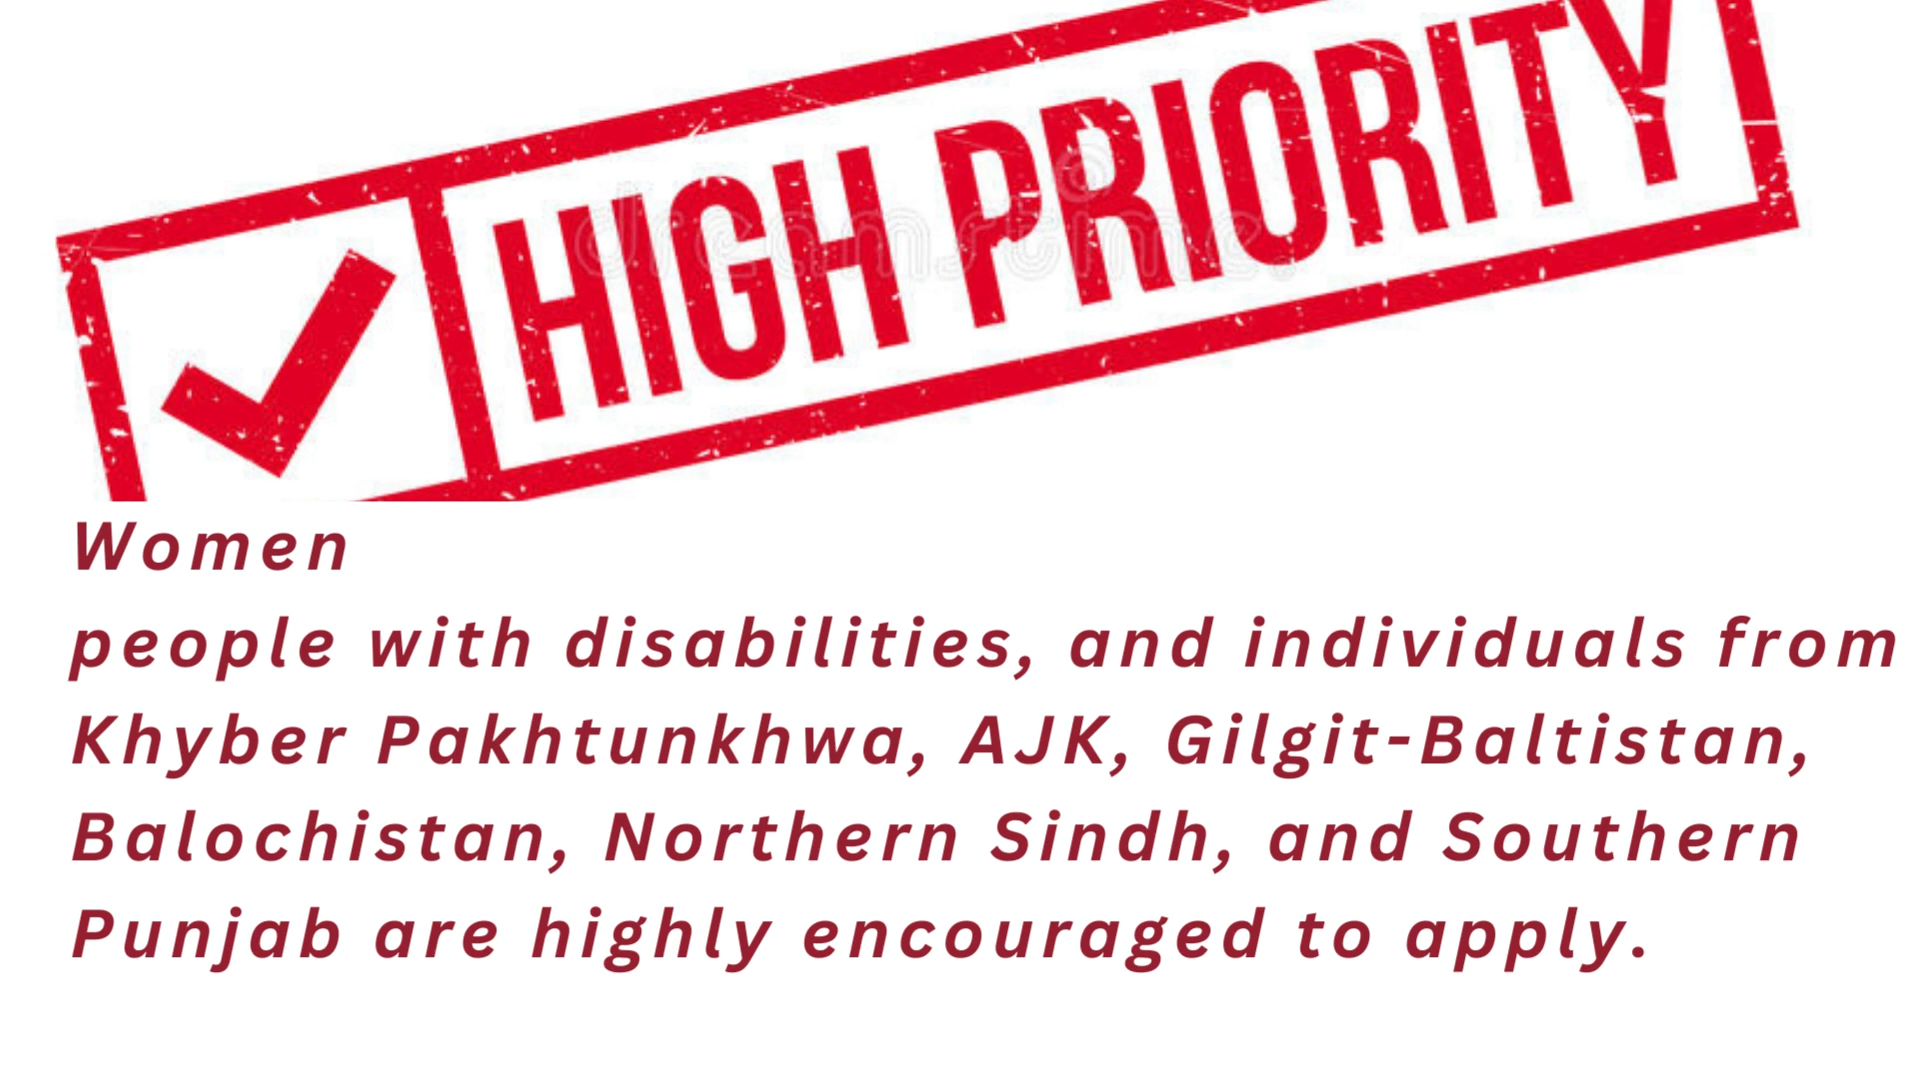 HIGH PRIORITY
dreamstime
Women
people with disabilities, and individuals from
Khyber Pakhtunkhwa, AJK, Gilgit-Baltistan,
Balochistan, Northern Sindh, and Southern
Punjab are highly encouraged to apply.